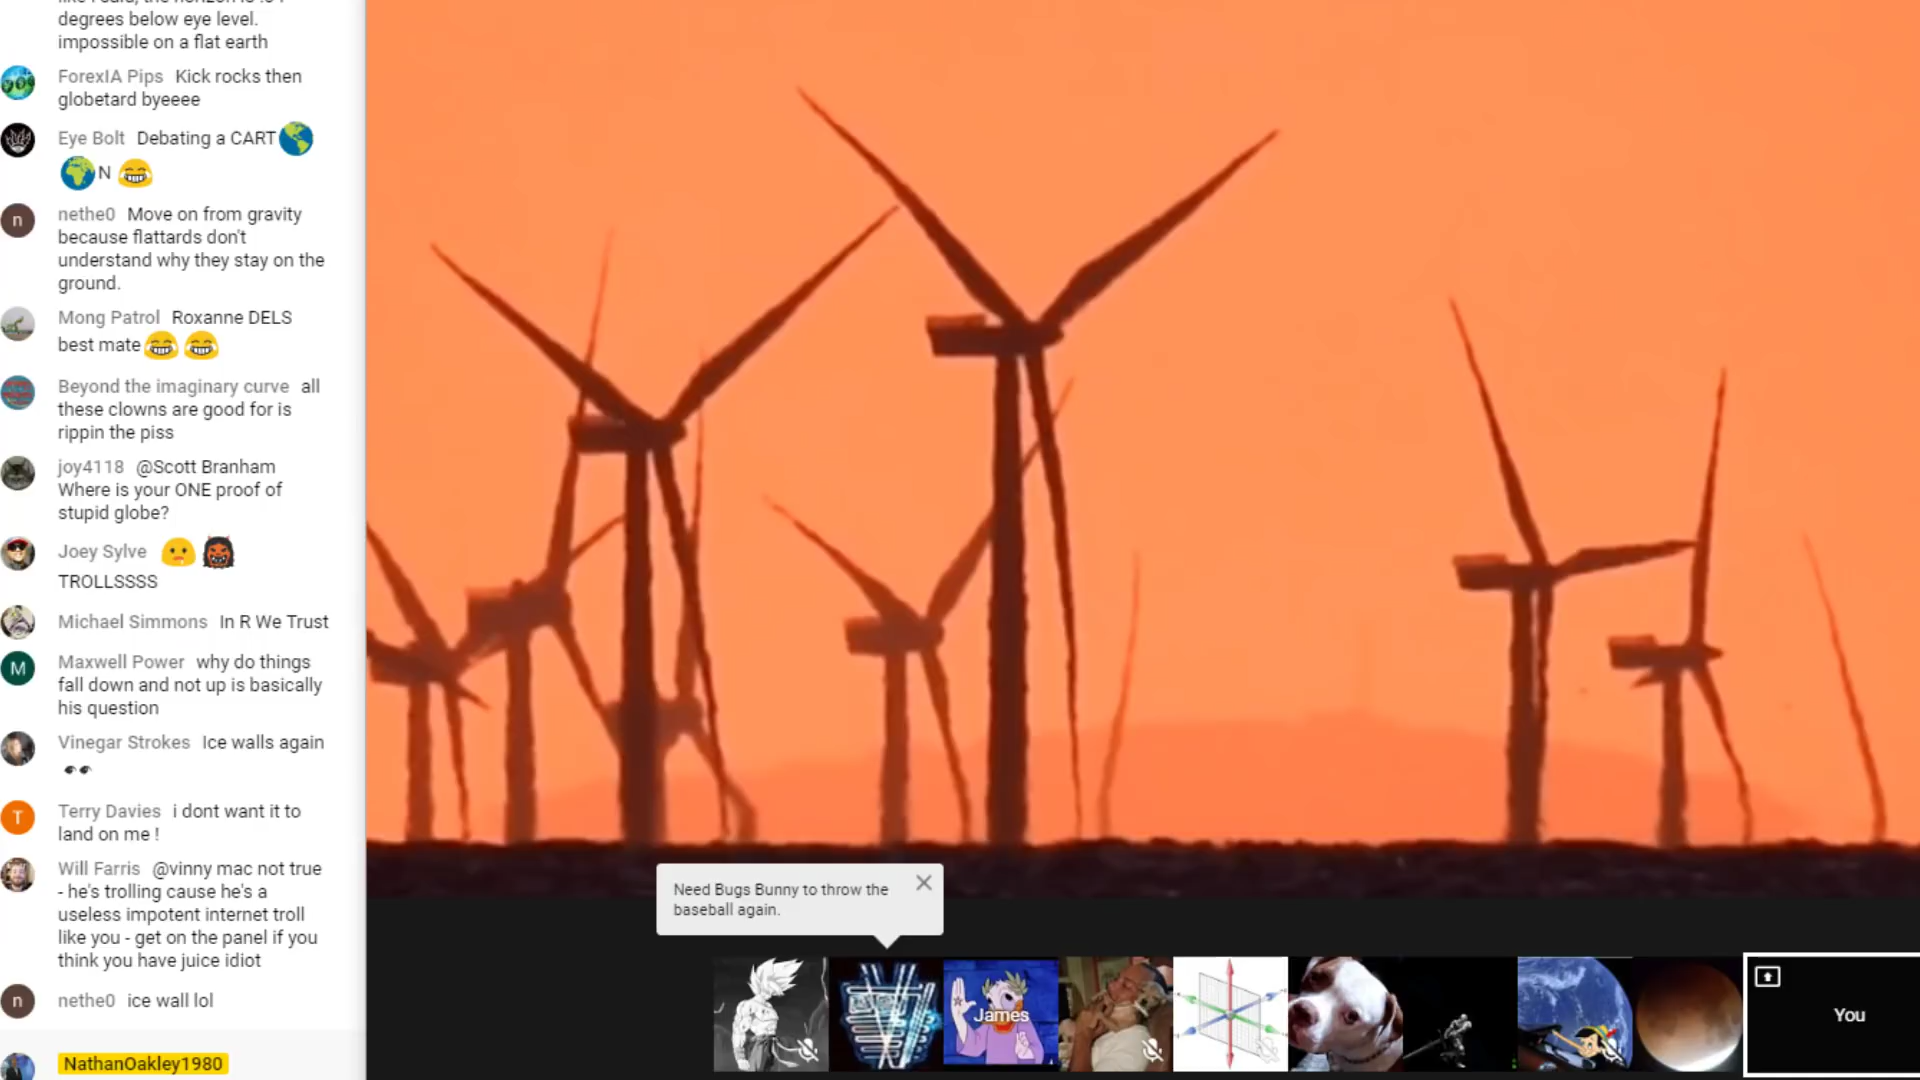 degrees below eye level.
impossible on a flat earth
ForexIA Pips Kick rocks then
globetard byeeee
Eye Bolt Debating a CART
N
n
nethe0 Move on from gravity
because flattards don't
understand why they stay on the
ground.
Mong Patrol Roxanne DELS
best mate
Beyond the imaginary curve all
these clowns are good for is
rippin the piss
joy4118 @Scott Branham
Where is your ONE proof of
stupid globe?
Joey Sylve
TROLLSSSS
Michael Simmons In R We Trust
M
Maxwell Power why do things
fall down and not up is basically
his question
Vinegar Strokes Ice walls again
T
Terry Davies i dont want it to
land on me !
Will Farris @vinny mac not true
- he's trolling cause he's a
useless impotent internet troll
like you - get on the panel if you
think you have juice idiot
n
nethe0 ice wall lol
NathanOakley1980
Need Bugs Bunny to throw the
baseball again.
James
You